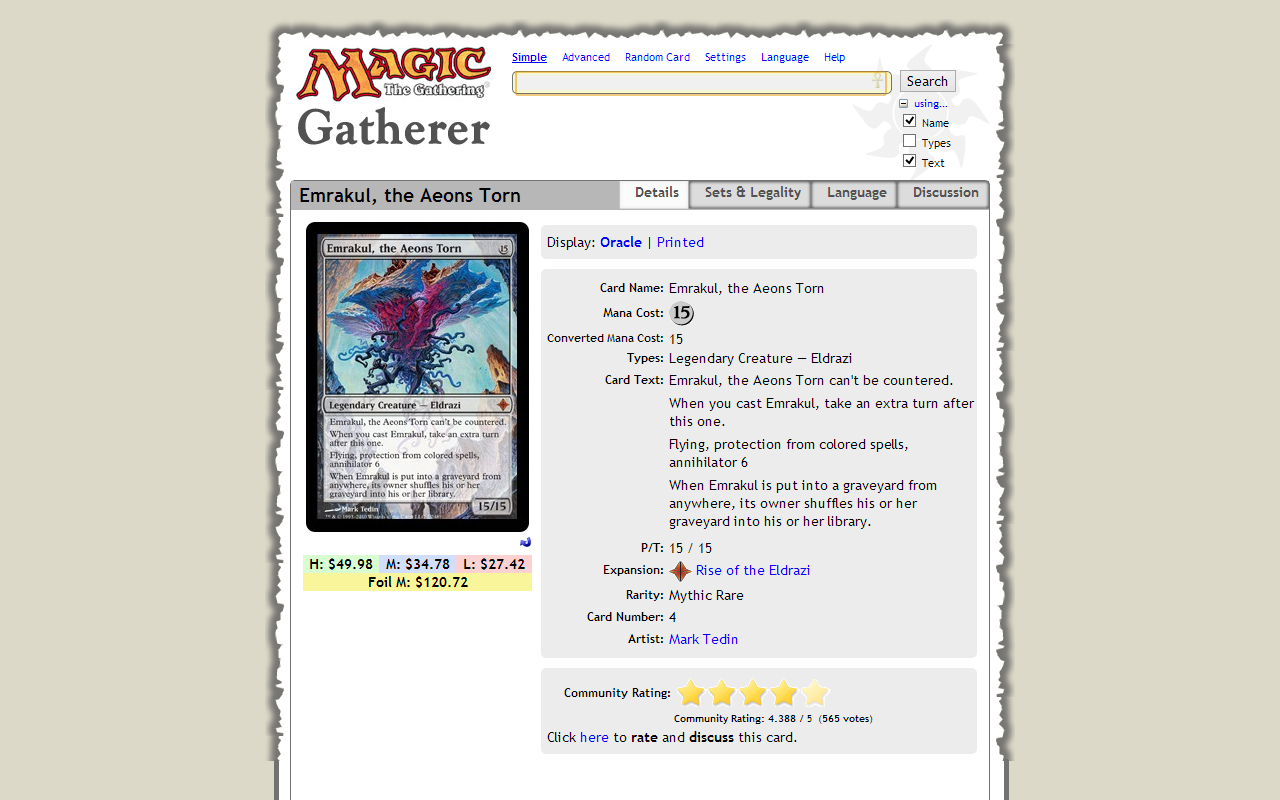 MAGIC
The Gathering®
Gatherer
Simple Advanced Random Card Settings Language Help
Search
using...
Name
Types
Text
Emrakul, the Aeons Torn
Details Sets & Legality Language Discussion
Emrakul, the Aeons Torn 15
Legendary Creature — Eldrazi
Emrakul, the Aeons Torn can't be countered.
When you cast Emrakul, take an extra turn
after this one.
Flying, protection from colored spells,
annihilator 6
When Emrakul is put into a graveyard from
anywhere, its owner shuffles his or her
graveyard into his or her library.
Mark Tedin
15/15
H: $49.98 M: $34.78 L: $27.42
Foil M: $120.72
Display: Oracle | Printed
Card Name: Emrakul, the Aeons Torn
Mana Cost: 15
Converted Mana Cost: 15
Types: Legendary Creature — Eldrazi
Card Text: Emrakul, the Aeons Torn can't be countered.
When you cast Emrakul, take an extra turn after
this one.
Flying, protection from colored spells,
annihilator 6
When Emrakul is put into a graveyard from
anywhere, its owner shuffles his or her
graveyard into his or her library.
P/T: 15 / 15
Expansion: Rise of the Eldrazi
Rarity: Mythic Rare
Card Number: 4
Artist: Mark Tedin
Community Rating:
Community Rating: 4.388 / 5 (565 votes)
Click here to rate and discuss this card.